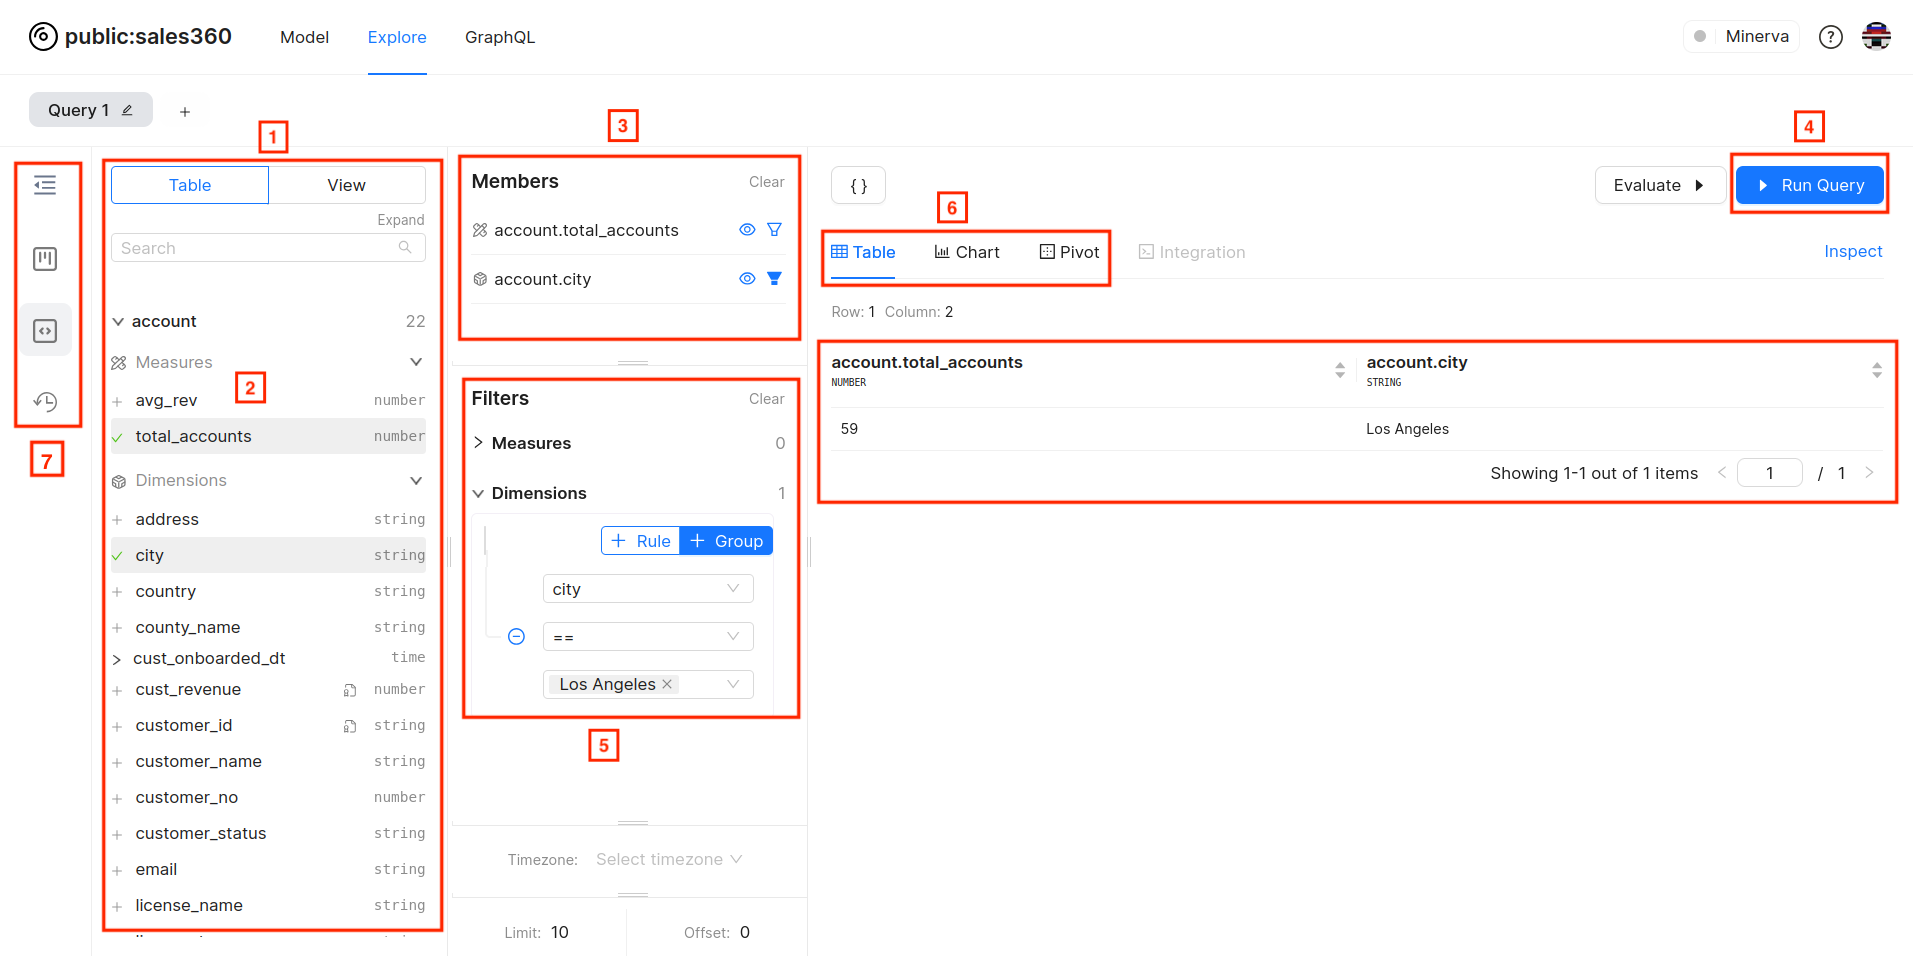 public:sales360 Model Explore GraphQL Minerva ?
Query 1 +
1
3
4
Table View
Expand
Search
account 22
Measures
2
avg_rev number
total_accounts number
Dimensions
address string
city string
country string
county_name string
cust_onboarded_dt time
cust_revenue number
customer_id string
customer_name string
customer_no number
customer_status string
email string
license_name string
7
Members Clear
account.total_accounts
account.city
Filters Clear
Measures 0
Dimensions 1
+ Rule + Group
city
==
Los Angeles ×
5
Timezone: Select timezone
Limit: 10 Offset: 0
{ } Evaluate Run Query
6
Table Chart Pivot Integration Inspect
Row: 1 Column: 2
account.total_accounts account.city
NUMBER STRING
59 Los Angeles
Showing 1-1 out of 1 items < 1 / 1 >